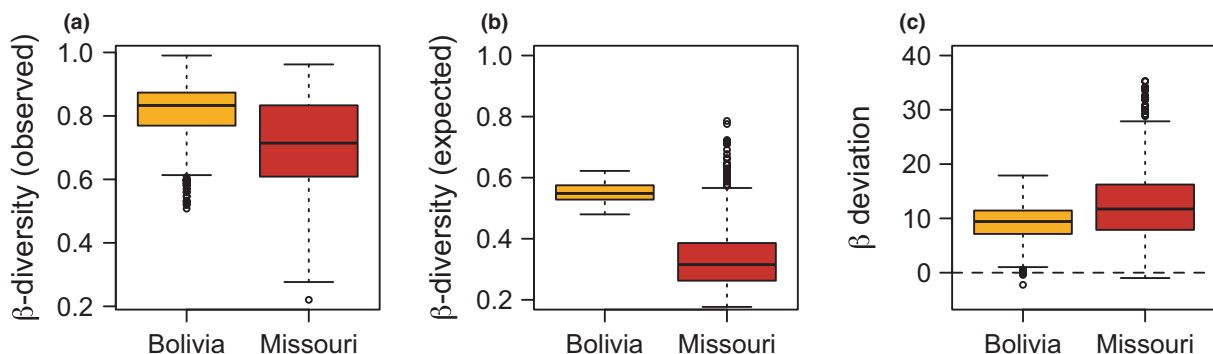 (a)
β-diversity (observed)
1.0
0.8
0.6
0.4
0.2
Bolivia Missouri
(b)
β-diversity (expected)
1.0
0.8
0.6
0.4
0.2
Bolivia Missouri
(c)
β deviation
40
30
20
10
0
Bolivia Missouri